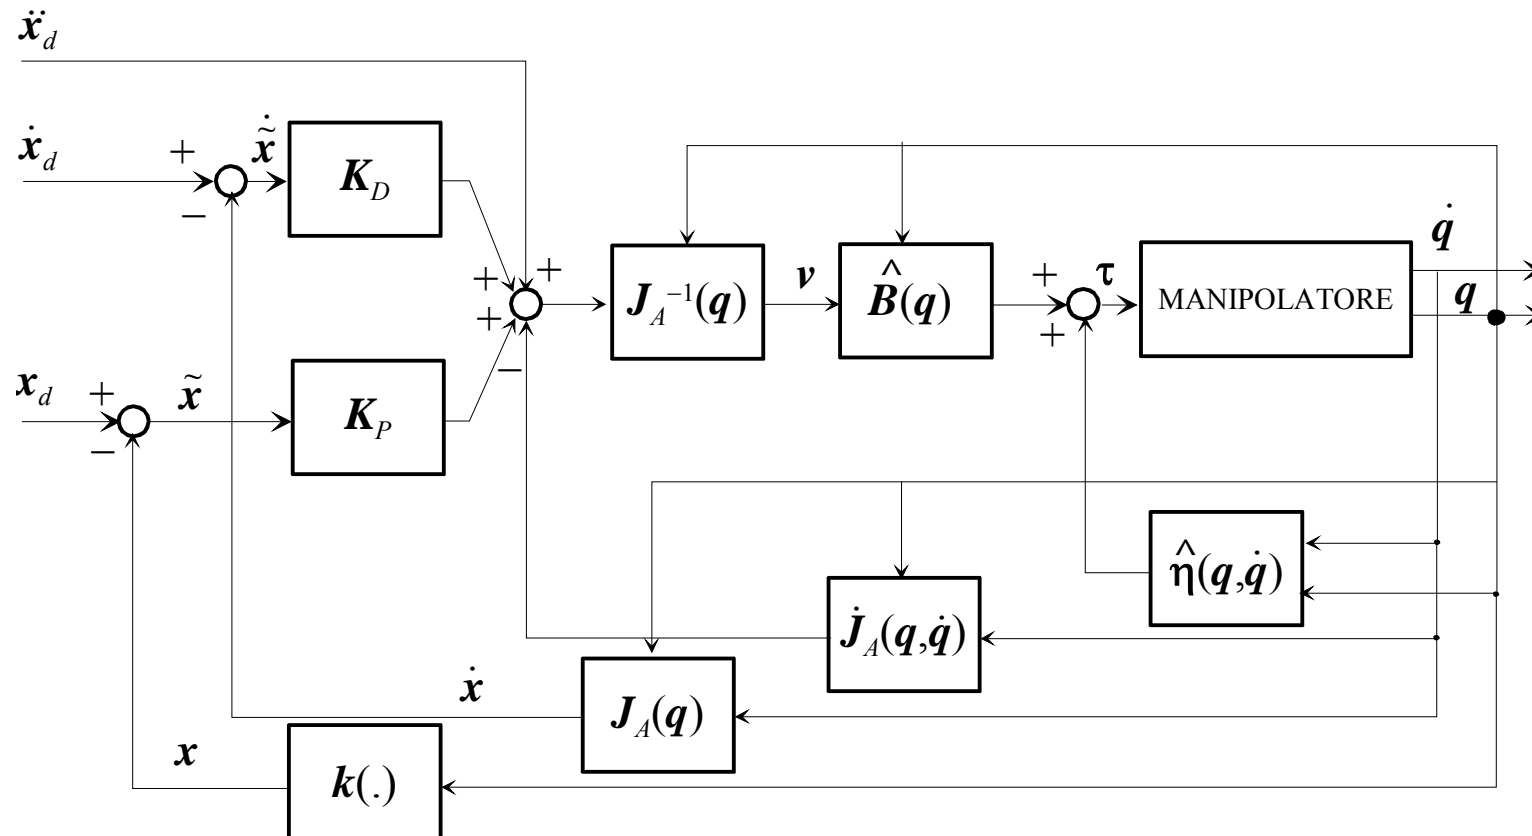 ẍ_d
ẋ_d
+
−
x̃̇
K_D
x_d
+
−
x̃
K_P
+
+
+
−
J_A⁻¹(q)
v
B̂(q)
+
+
τ
MANIPOLATORE
q̇
q
η̂(q,q̇)
J̇_A(q,q̇)
ẋ
J_A(q)
x
k(.)